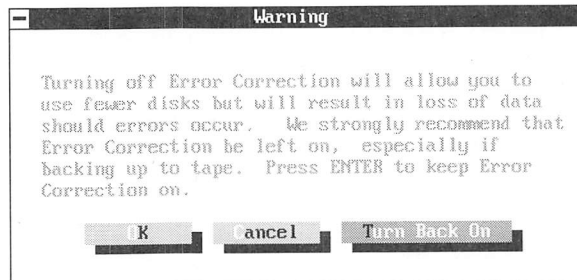 Warning
Turning off Error Correction will allow you to
use fewer disks but will result in loss of data
should errors occur.  We strongly recommend that
Error Correction be left on,  especially if
backing up to tape.  Press ENTER to keep Error
Correction on.
OK Cancel Turn Back On